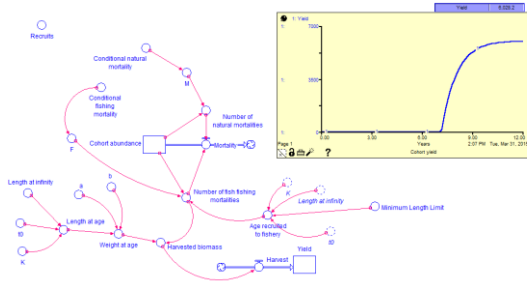 Recruits
Conditional natural
mortality
M
Conditional
fishing
mortality
F
Number of
natural mortalities
Cohort abundance
Mortality
Number of fish fishing
mortalities
Length at infinity
t0
K
Length at age
a
b
Weight at age
Harvested biomass
K
Length at infinity
t0
Age recruited
to fishery
Minimum Length Limit
Yield
Harvest
Yield
1: Yield
7000
3500
0
0.00
3.00
6.00
9.00
12.00
Page 1
Years
2:07 PM Tue, Mar 31, 2015
Cohort yield
?